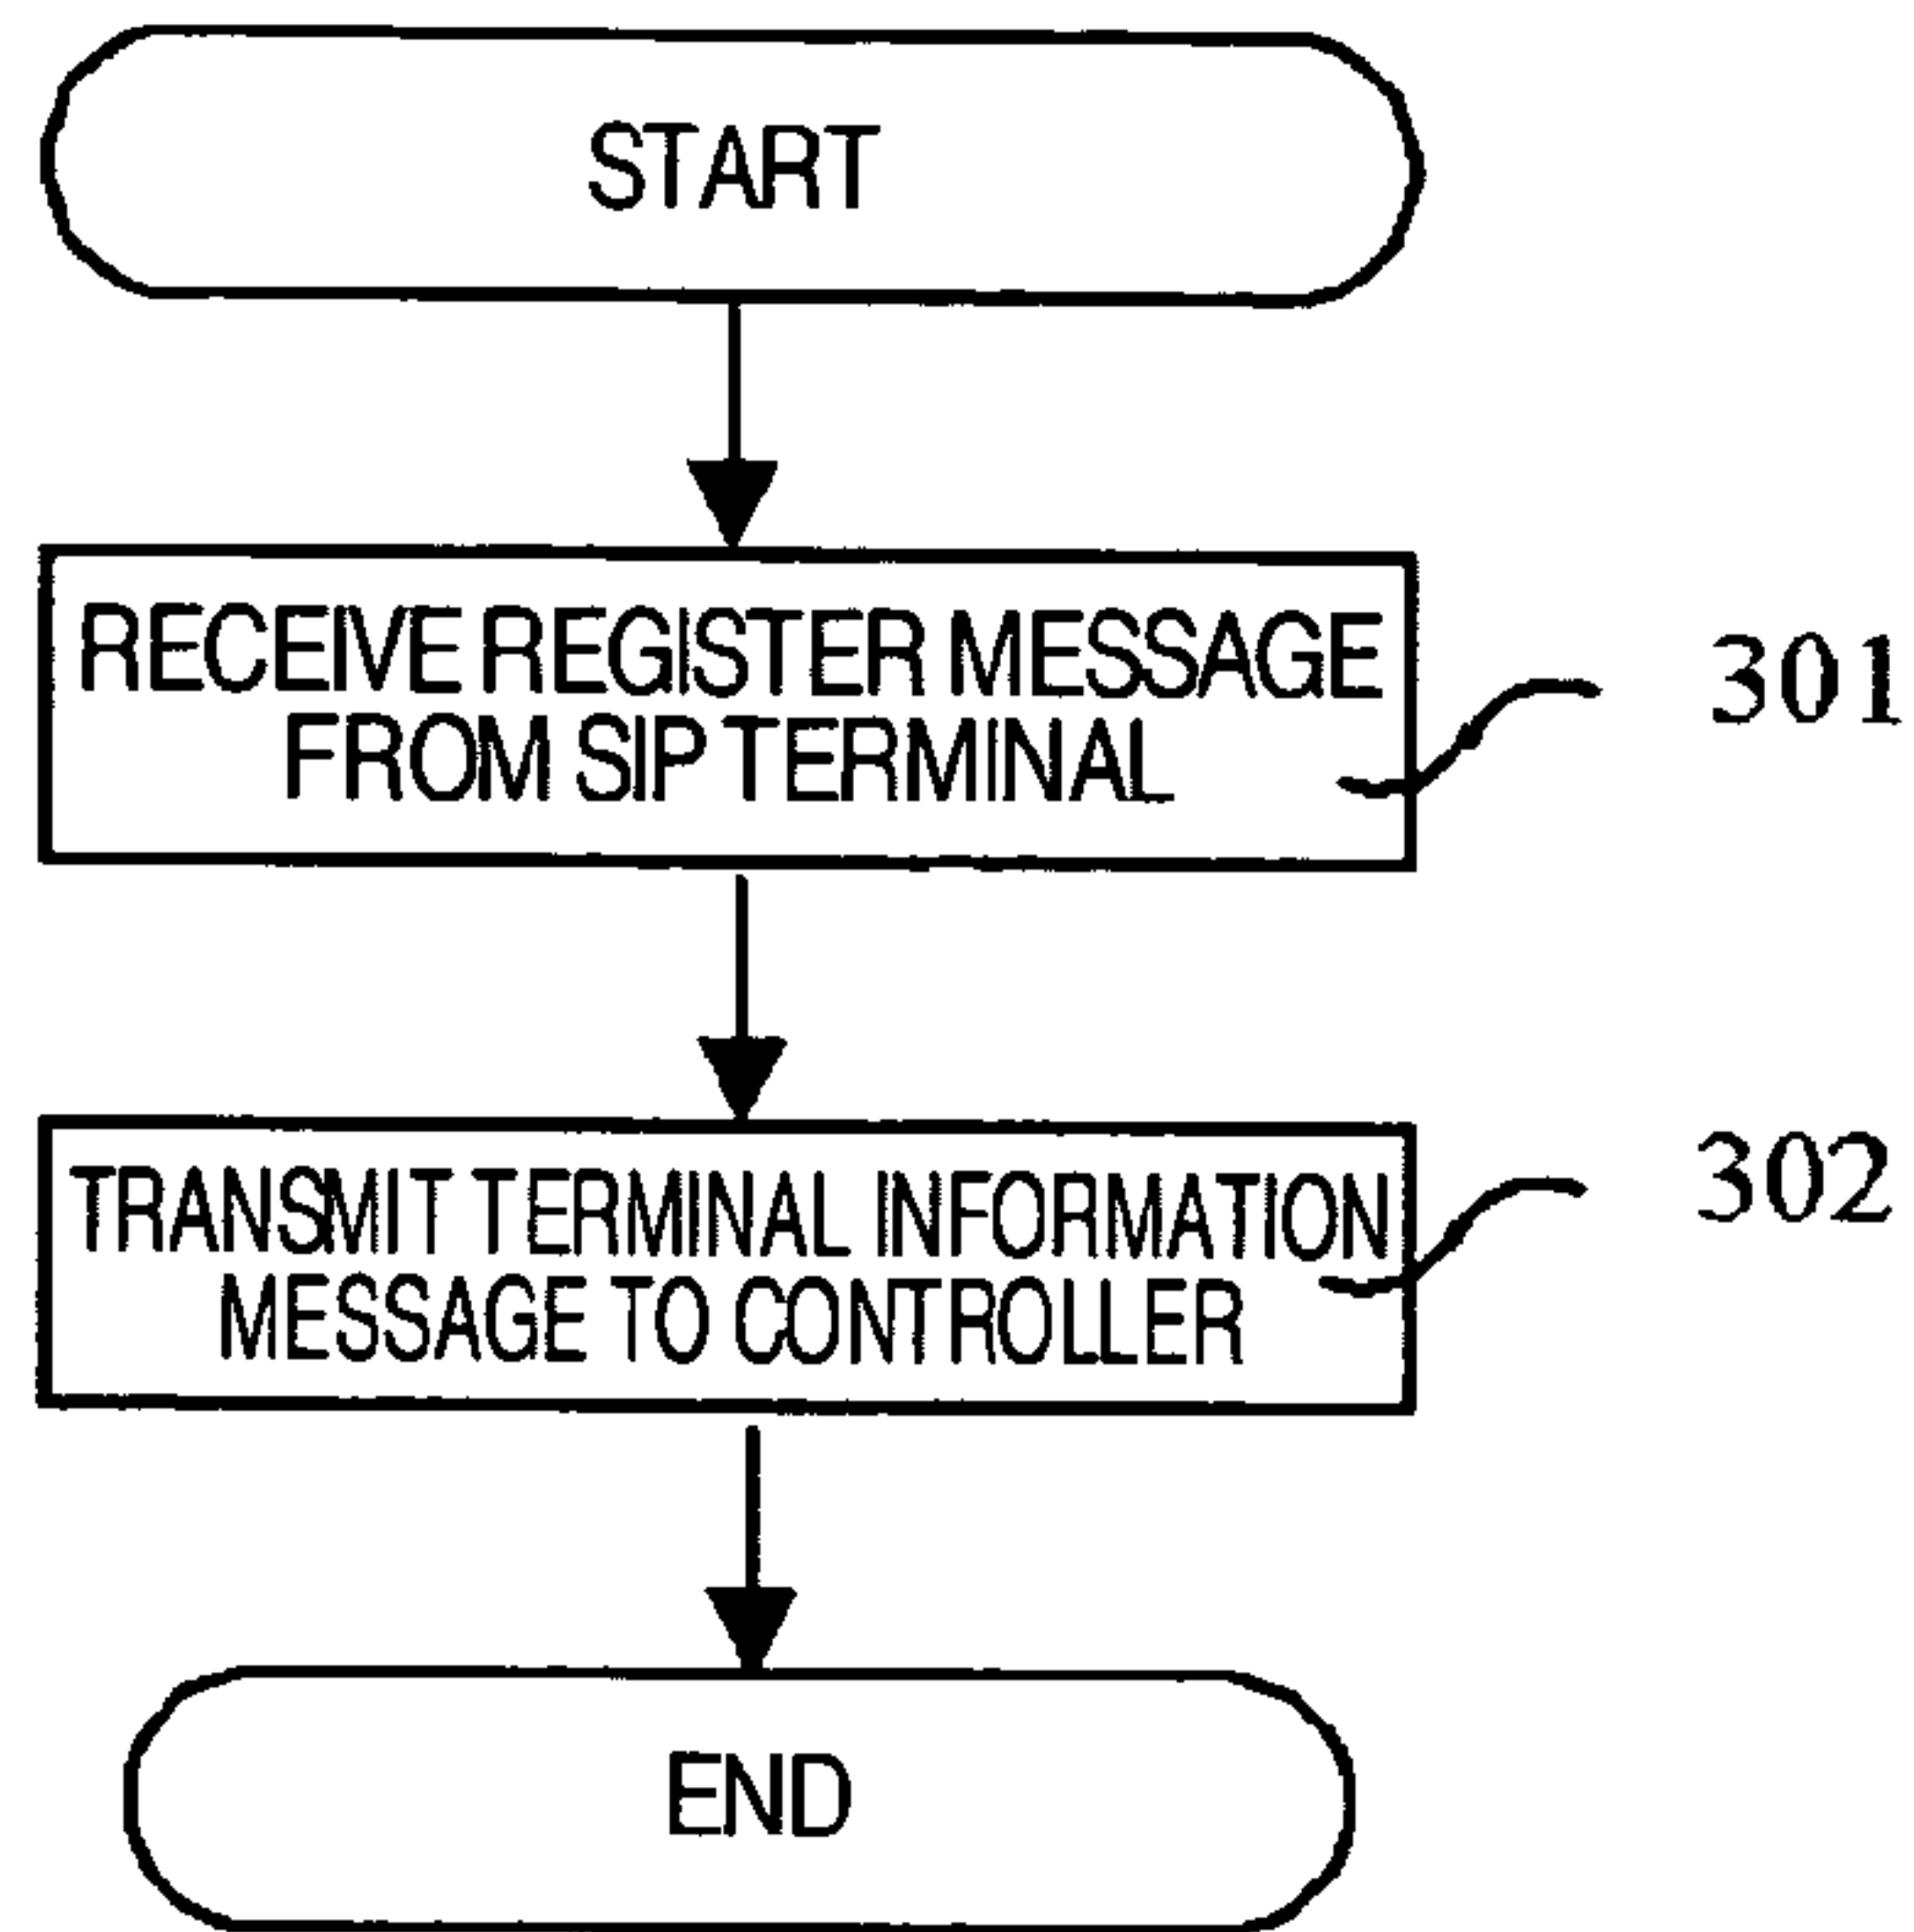 START
RECEIVE REGISTER MESSAGE
FROM SIP TERMINAL
301
TRANSMIT TERMINAL INFORMATION
MESSAGE TO CONTROLLER
302
END